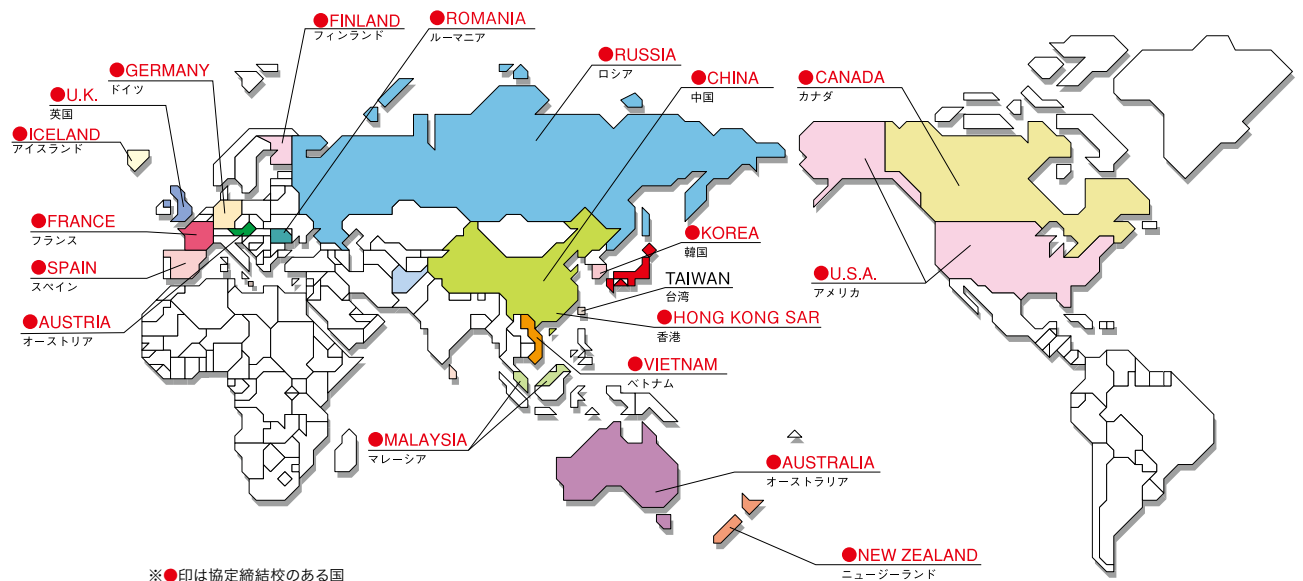 ●FINLAND
フィンランド
●ROMANIA
ルーマニア
●RUSSIA
ロシア
●CHINA
中国
●CANADA
カナダ
●GERMANY
ドイツ
●U.K.
英国
●ICELAND
アイスランド
●FRANCE
フランス
●SPAIN
スペイン
●AUSTRIA
オーストリア
●KOREA
韓国
TAIWAN
台湾
●HONG KONG SAR
香港
●VIETNAM
ベトナム
●U.S.A.
アメリカ
●MALAYSIA
マレーシア
●AUSTRALIA
オーストラリア
●NEW ZEALAND
ニュージーランド
※●印は協定締結校のある国